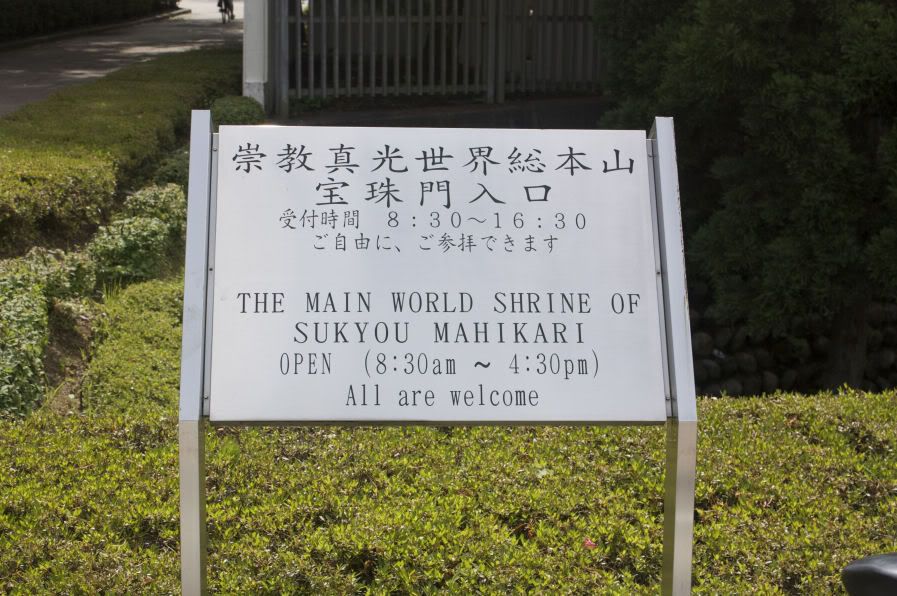 崇教真光世界総本山
宝珠門入口
受付時間 8:30~16:30
ご自由に、ご参拝できます
THE MAIN WORLD SHRINE OF
SUKYOU MAHIKARI
OPEN (8:30am ~ 4:30pm)
All are welcome